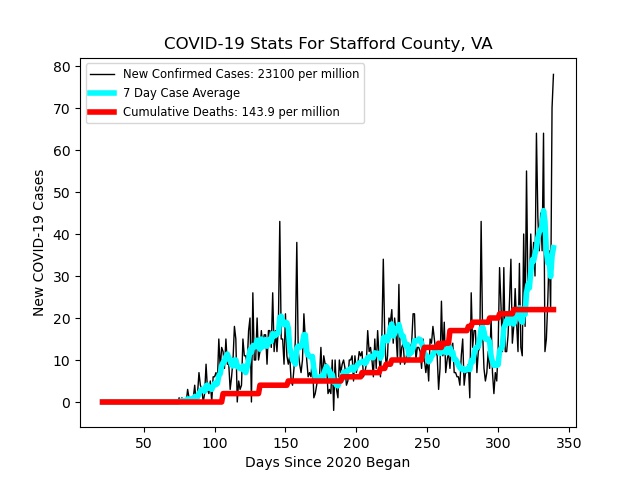 COVID-19 Stats For Stafford County, VA
New Confirmed Cases: 23100 per million
7 Day Case Average
Cumulative Deaths: 143.9 per million
New COVID-19 Cases
80
70
60
50
40
30
20
10
0
50 100 150 200 250 300 350
Days Since 2020 Began